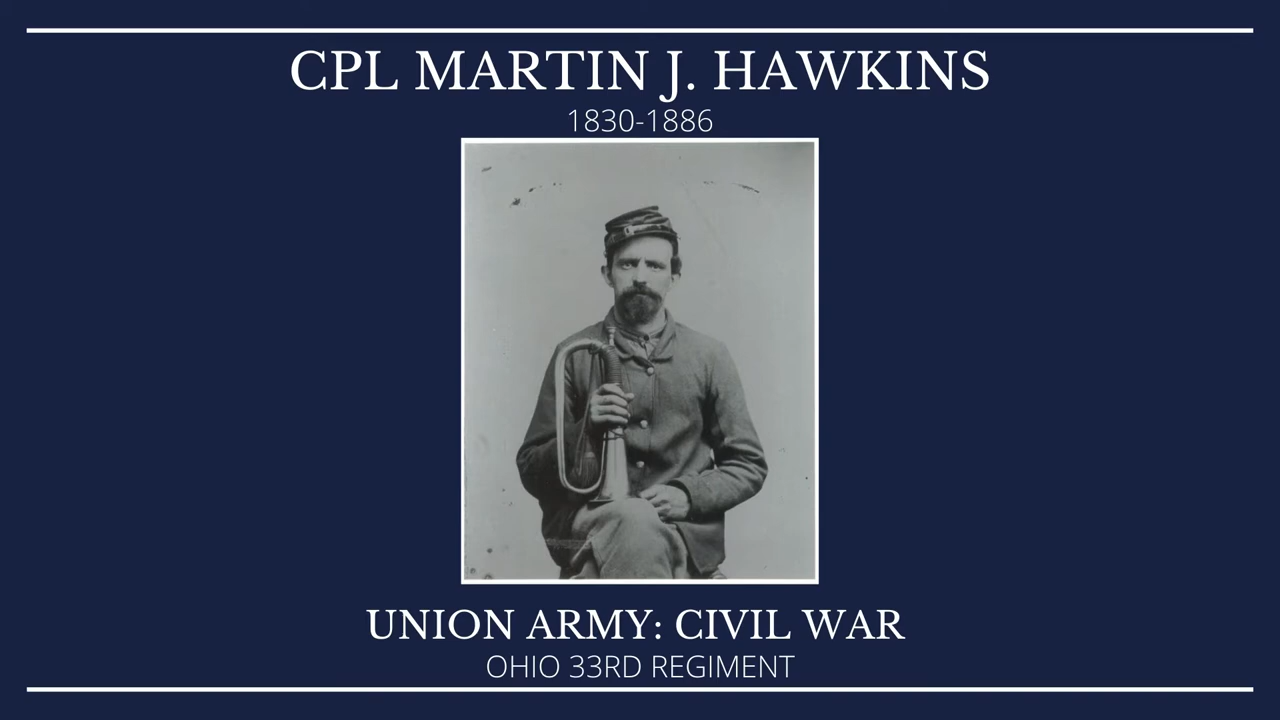 CPL MARTIN J. HAWKINS
1830-1886
UNION ARMY: CIVIL WAR
OHIO 33RD REGIMENT